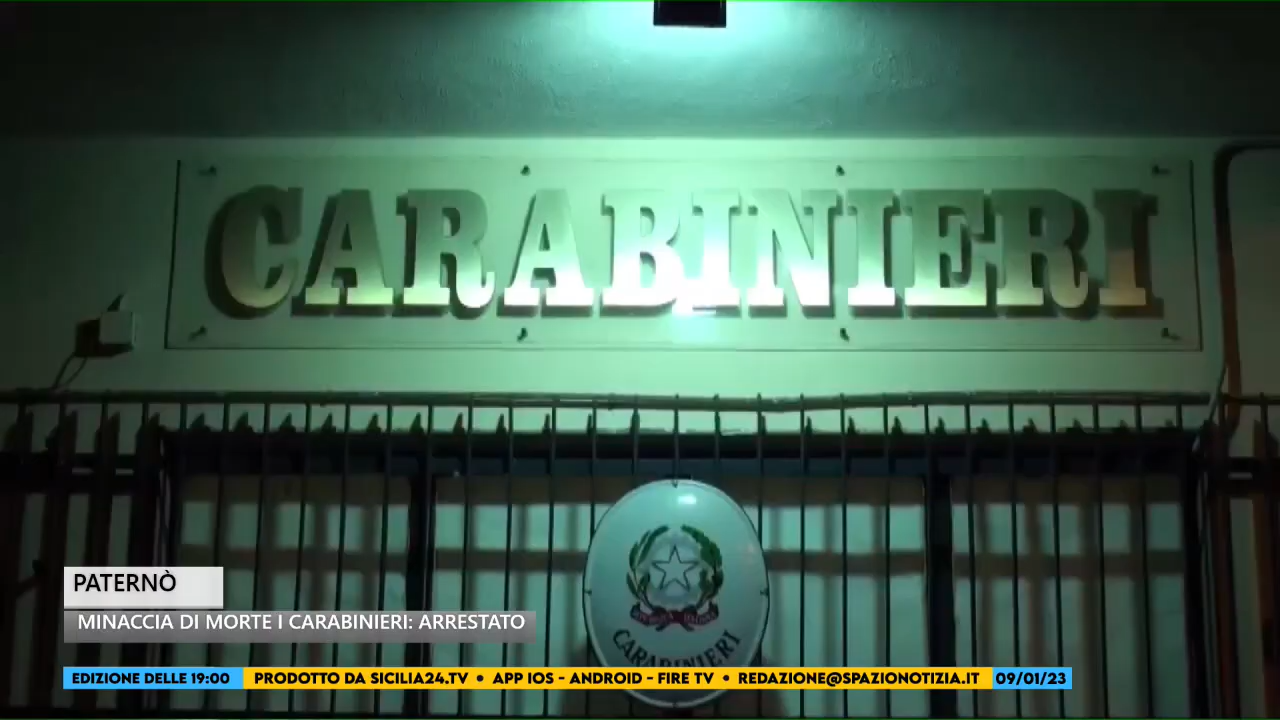 CARABINIERI
CARABINIERI
PATERNÒ
MINACCIA DI MORTE I CARABINIERI: ARRESTATO
EDIZIONE DELLE 19:00 PRODOTTO DA SICILIA24.TV • APP IOS - ANDROID - FIRE TV • REDAZIONE@SPAZIONOTIZIA.IT 09/01/23